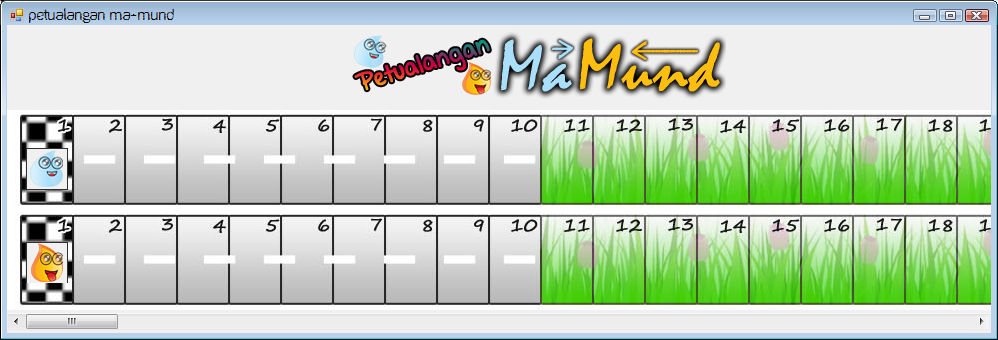 petualangan ma-mund
Petualangan MaMund
1 2 3 4 5 6 7 8 9 10 11 12 13 14 15 16 17 18
1 2 3 4 5 6 7 8 9 10 11 12 13 14 15 16 17 18